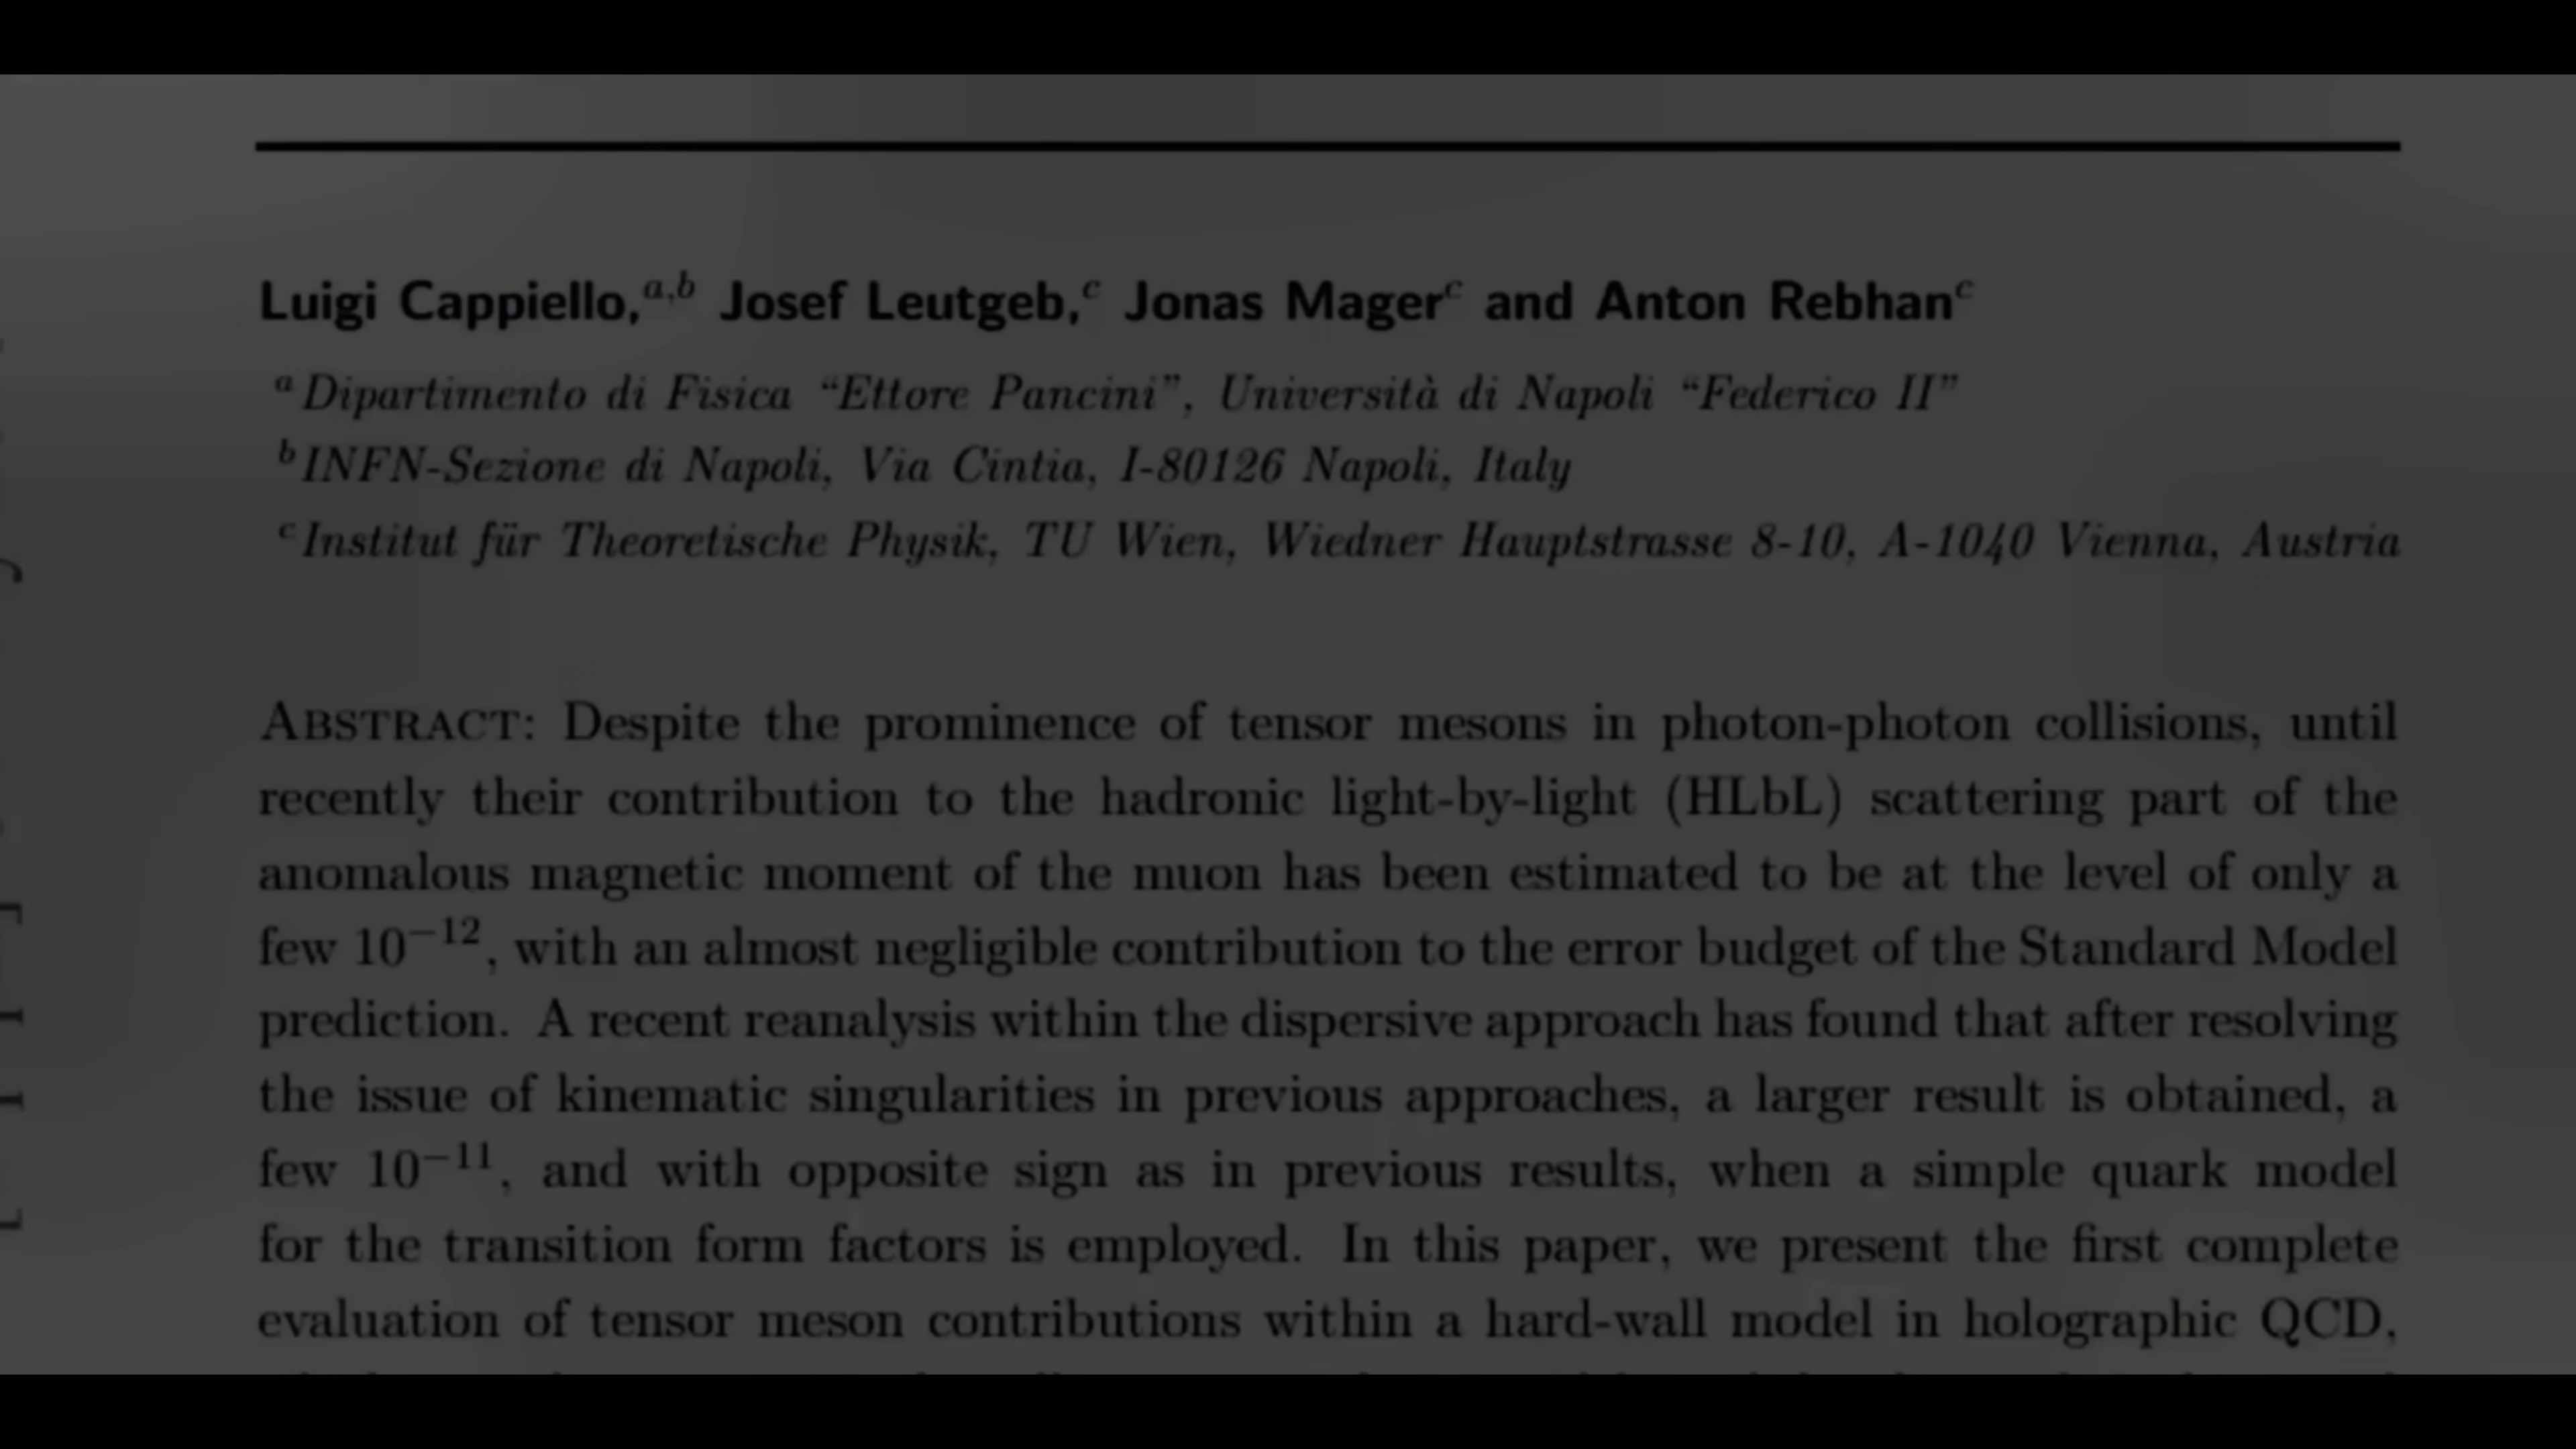 Luigi Cappiello,a,b Josef Leutgeb,c Jonas Magerc and Anton Rebhanc
aDipartimento di Fisica “Ettore Pancini”, Università di Napoli “Federico II”
bINFN-Sezione di Napoli, Via Cintia, I-80126 Napoli, Italy
cInstitut für Theoretische Physik, TU Wien, Wiedner Hauptstrasse 8-10, A-1040 Vienna, Austria
ABSTRACT: Despite the prominence of tensor mesons in photon-photon collisions, until
recently their contribution to the hadronic light-by-light (HLbL) scattering part of the
anomalous magnetic moment of the muon has been estimated to be at the level of only a
few 10−12, with an almost negligible contribution to the error budget of the Standard Model
prediction. A recent reanalysis within the dispersive approach has found that after resolving
the issue of kinematic singularities in previous approaches, a larger result is obtained, a
few 10−11, and with opposite sign as in previous results, when a simple quark model
for the transition form factors is employed. In this paper, we present the first complete
evaluation of tensor meson contributions within a hard-wall model in holographic QCD,